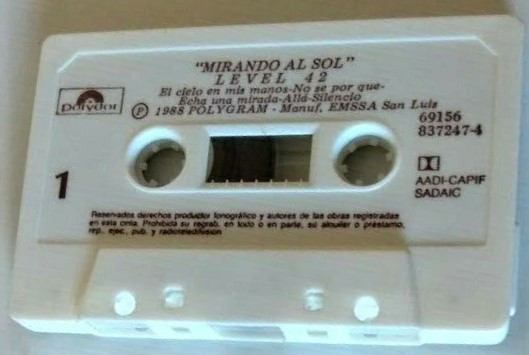 "MIRANDO AL SOL"
LEVEL 42
El cielo en mis manos-No se por que-
Echa una mirada-Allá-Silencio
Ⓟ 1988 POLYGRAM - Manuf. EMSSA San Luis
Polydor
69156
837247-4
1
AADI-CAPIF
SADAIC
Reservados derechos productor fonográfico y autores de las obras registradas
en esta cinta. Prohibida su regrab. en todo o en parte, su alquiler o préstamo,
rep., ejec., pub. y radioteledifusion